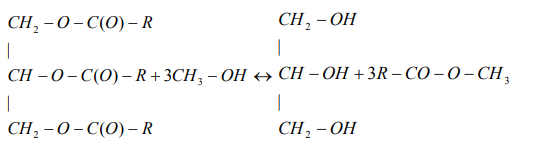 CH₂ – O – C(O) – R CH₂ – OH
| |
CH – O – C(O) – R + 3CH₃ – OH ↔ CH – OH + 3R – CO – O – CH₃
| |
CH₂ – O – C(O) – R CH₂ – OH